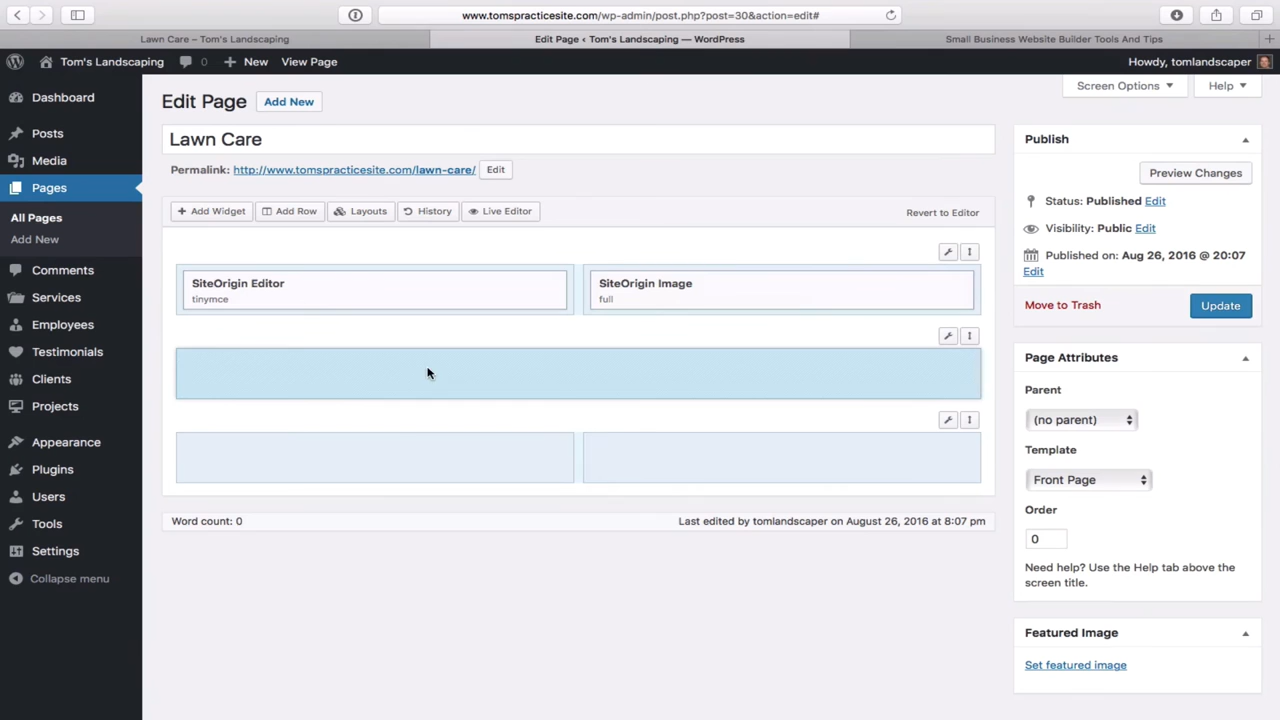 www.tomspracticesite.com/wp-admin/post.php?post=30&action=edit#
Lawn Care – Tom's Landscaping
Edit Page ‹ Tom's Landscaping — WordPress
Small Business Website Builder Tools And Tips
Tom's Landscaping
0
New
View Page
Howdy, tomlandscaper
Dashboard
Posts
Media
Pages
All Pages
Add New
Comments
Services
Employees
Testimonials
Clients
Projects
Appearance
Plugins
Users
Tools
Settings
Collapse menu
Screen Options
Help
Edit Page
Add New
Lawn Care
Permalink: http://www.tomspracticesite.com/lawn-care/ Edit
Add Widget
Add Row
Layouts
History
Live Editor
Revert to Editor
SiteOrigin Editor
tinymce
SiteOrigin Image
full
Word count: 0
Last edited by tomlandscaper on August 26, 2016 at 8:07 pm
Publish
Preview Changes
Status: Published Edit
Visibility: Public Edit
Published on: Aug 26, 2016 @ 20:07
Edit
Move to Trash
Update
Page Attributes
Parent
(no parent)
Template
Front Page
Order
0
Need help? Use the Help tab above the
screen title.
Featured Image
Set featured image